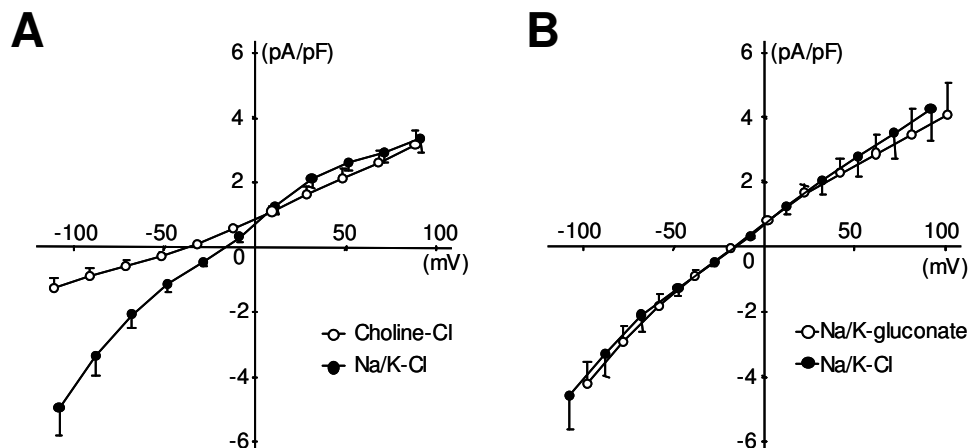 A
B
6
(pA/pF)
4
2
-100
-50
0
50
100
(mV)
-2
-4
-6
Choline-Cl
Na/K-Cl
6
(pA/pF)
4
2
-100
-50
0
50
100
(mV)
-2
-4
-6
Na/K-gluconate
Na/K-Cl